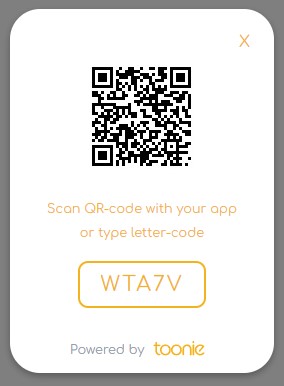 X
Scan QR-code with your app
or type letter-code
WTA7V
Powered by toonie